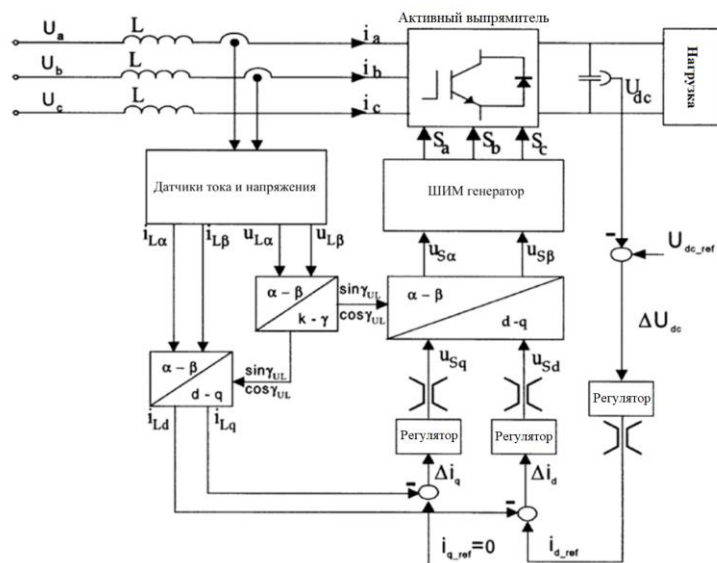 Активный выпрямитель
U_a L i_a
U_b L i_b
U_c L i_c
U_dc
Нагрузка
S_a S_b S_c
Датчики тока и напряжения
ШИМ генератор
i_Lα i_Lβ u_Lα u_Lβ
u_Sα u_Sβ
U_dc_ref
α – β
k - γ
sinγ_UL
cosγ_UL
α – β
d - q
ΔU_dc
α – β
d - q
sinγ_UL
cosγ_UL
u_Sq u_Sd
i_Ld i_Lq
Регулятор
Регулятор
Регулятор
Δi_q Δi_d
i_q_ref=0 i_d_ref
-
-
-